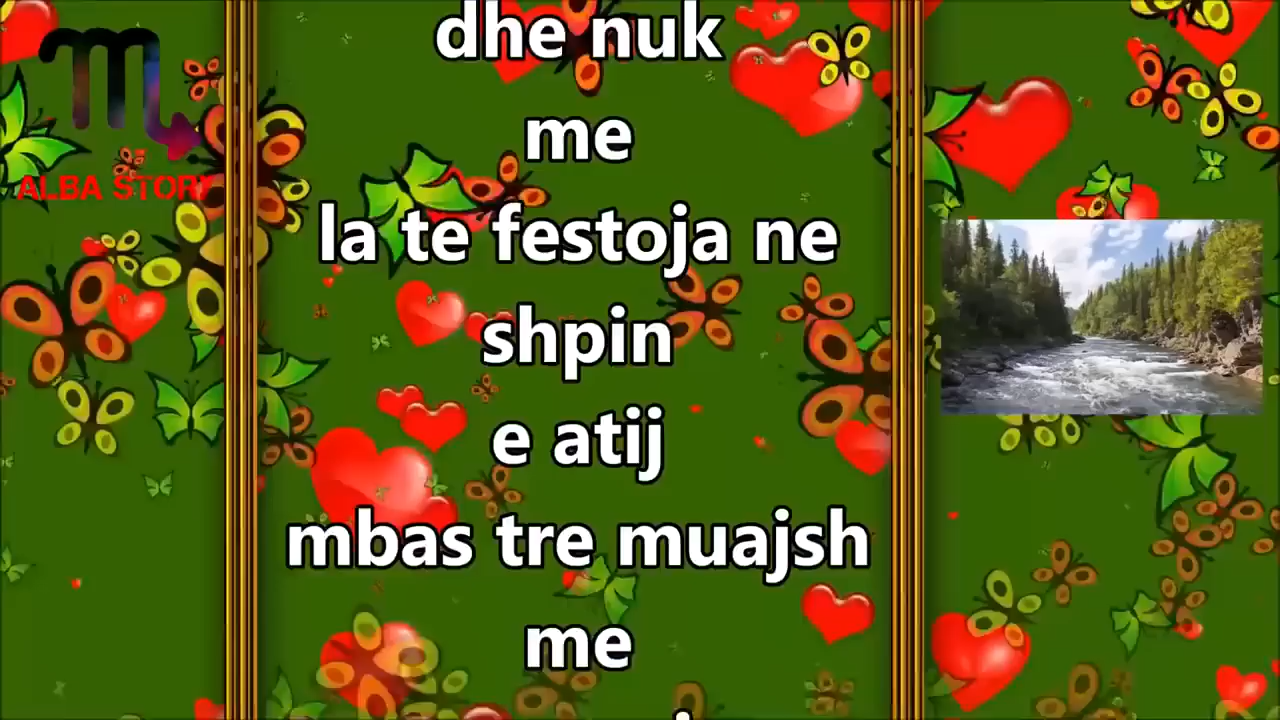 ALBA STORY
dhe nuk
me
la te festoja ne
shpin
e atij
mbas tre muajsh
me